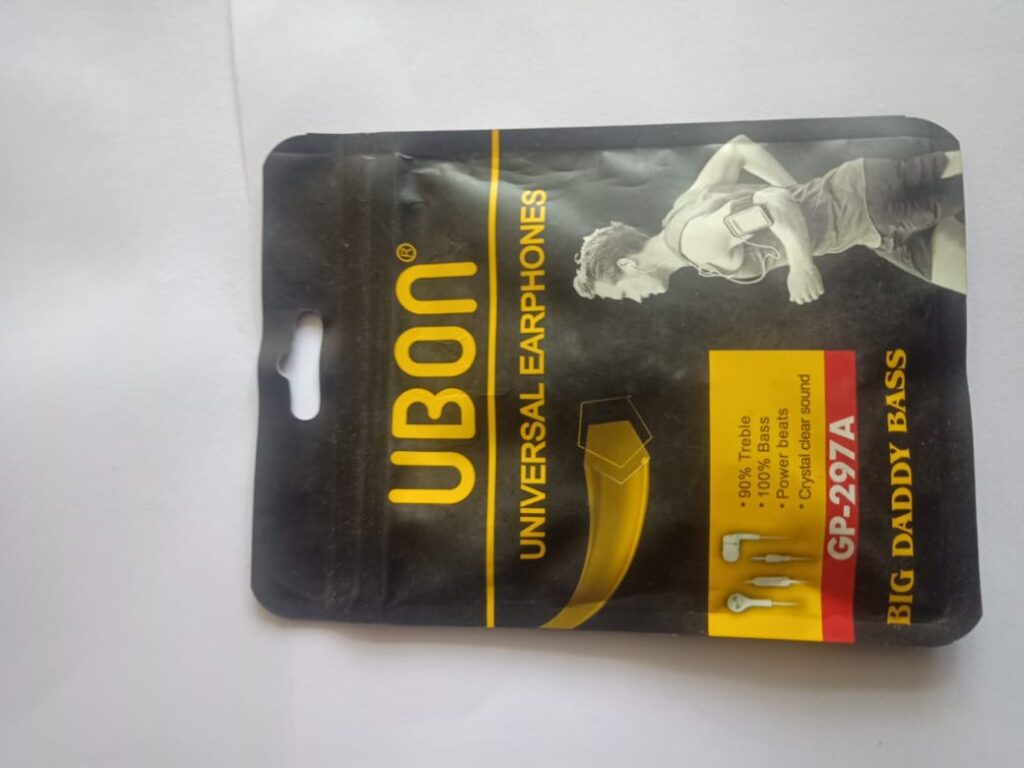 UBON®
UNIVERSAL EARPHONES
• 90% Treble
• 100% Bass
• Power beats
• Crystal clear sound
GP-297A
BIG DADDY BASS